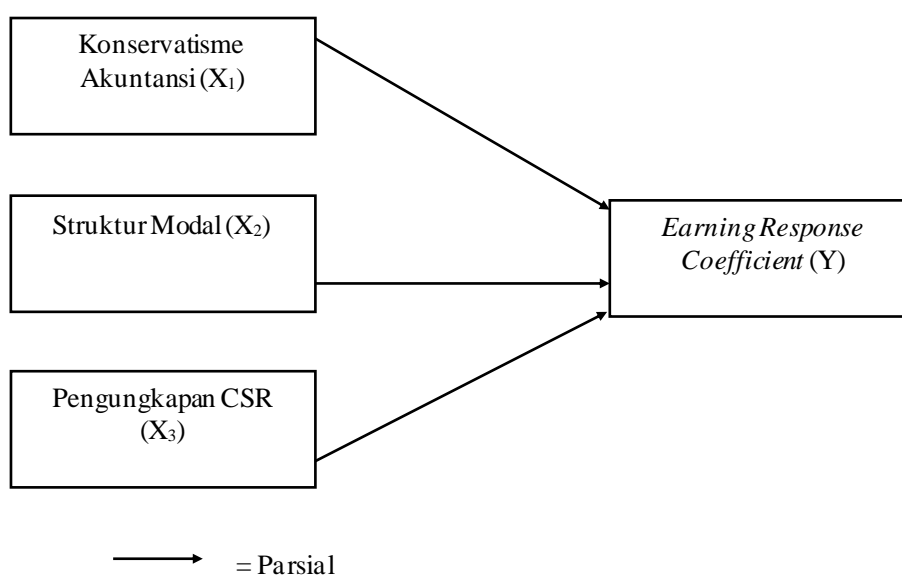 Konservatisme
Akuntansi (X₁)
Struktur Modal (X₂)
Earning Response
Coefficient (Y)
Pengungkapan CSR
(X₃)
= Parsial